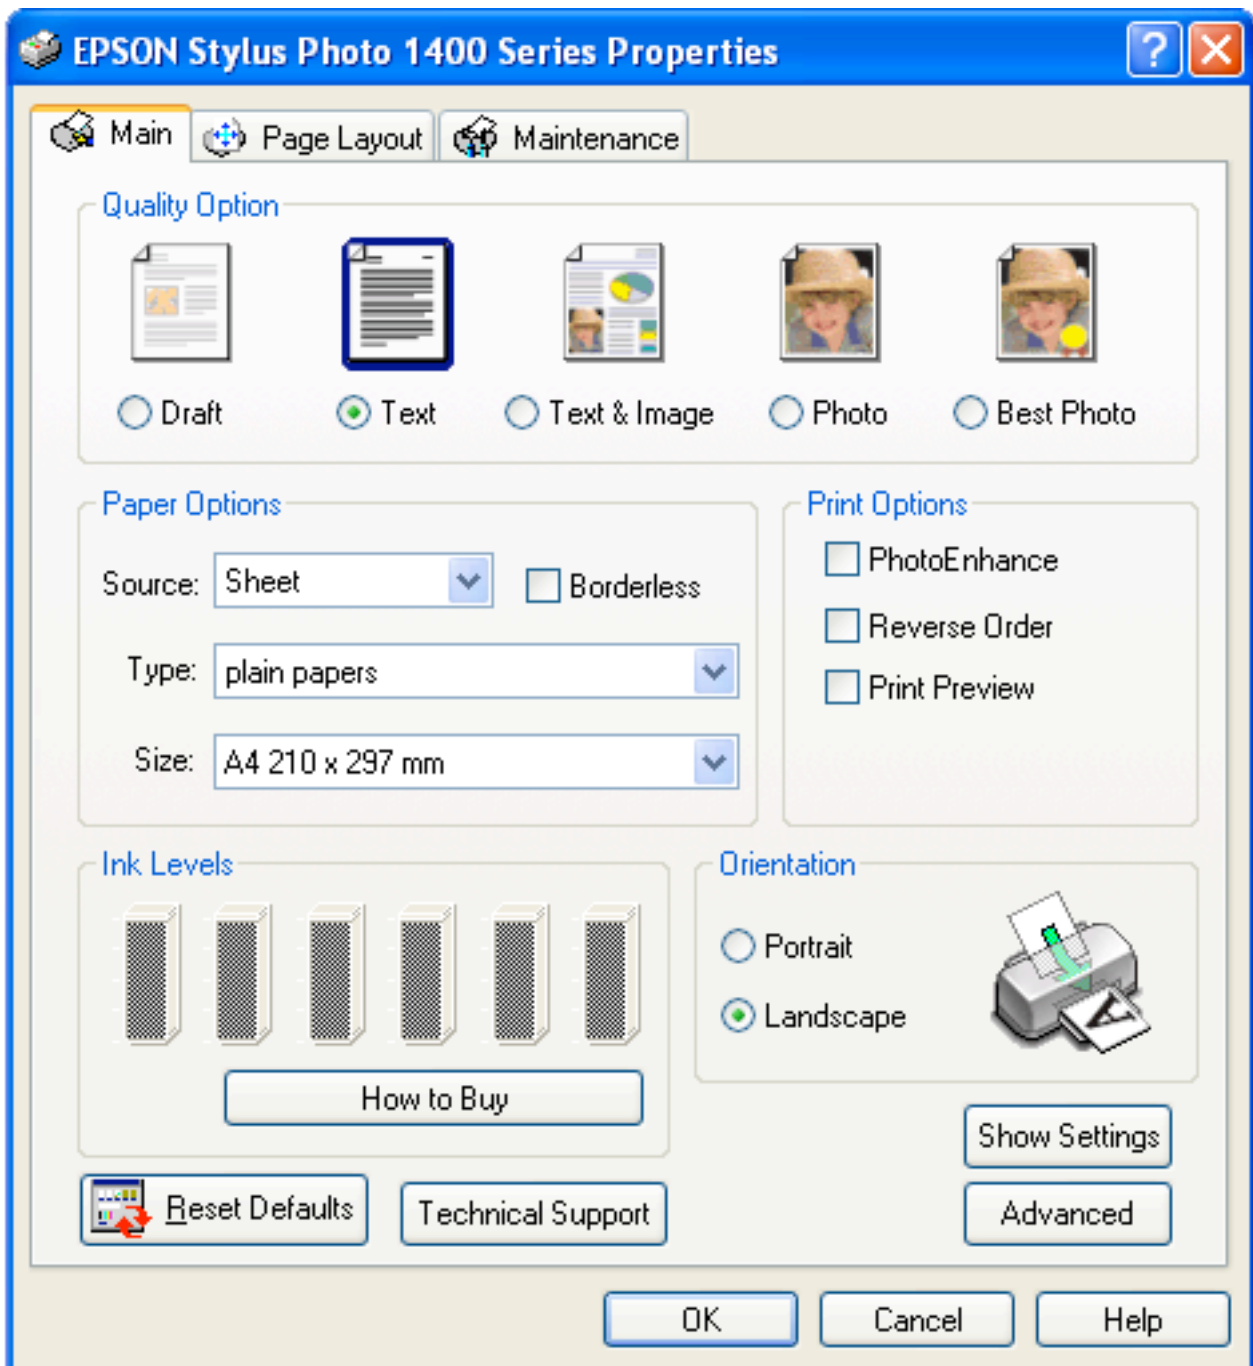 EPSON Stylus Photo 1400 Series Properties
Main
Page Layout
Maintenance
Quality Option
Draft
Text
Text & Image
Photo
Best Photo
Paper Options
Source: Sheet
Borderless
Type: plain papers
Size: A4 210 x 297 mm
Print Options
PhotoEnhance
Reverse Order
Print Preview
Ink Levels
How to Buy
Orientation
Portrait
Landscape
A
Show Settings
Reset Defaults
Technical Support
Advanced
OK
Cancel
Help